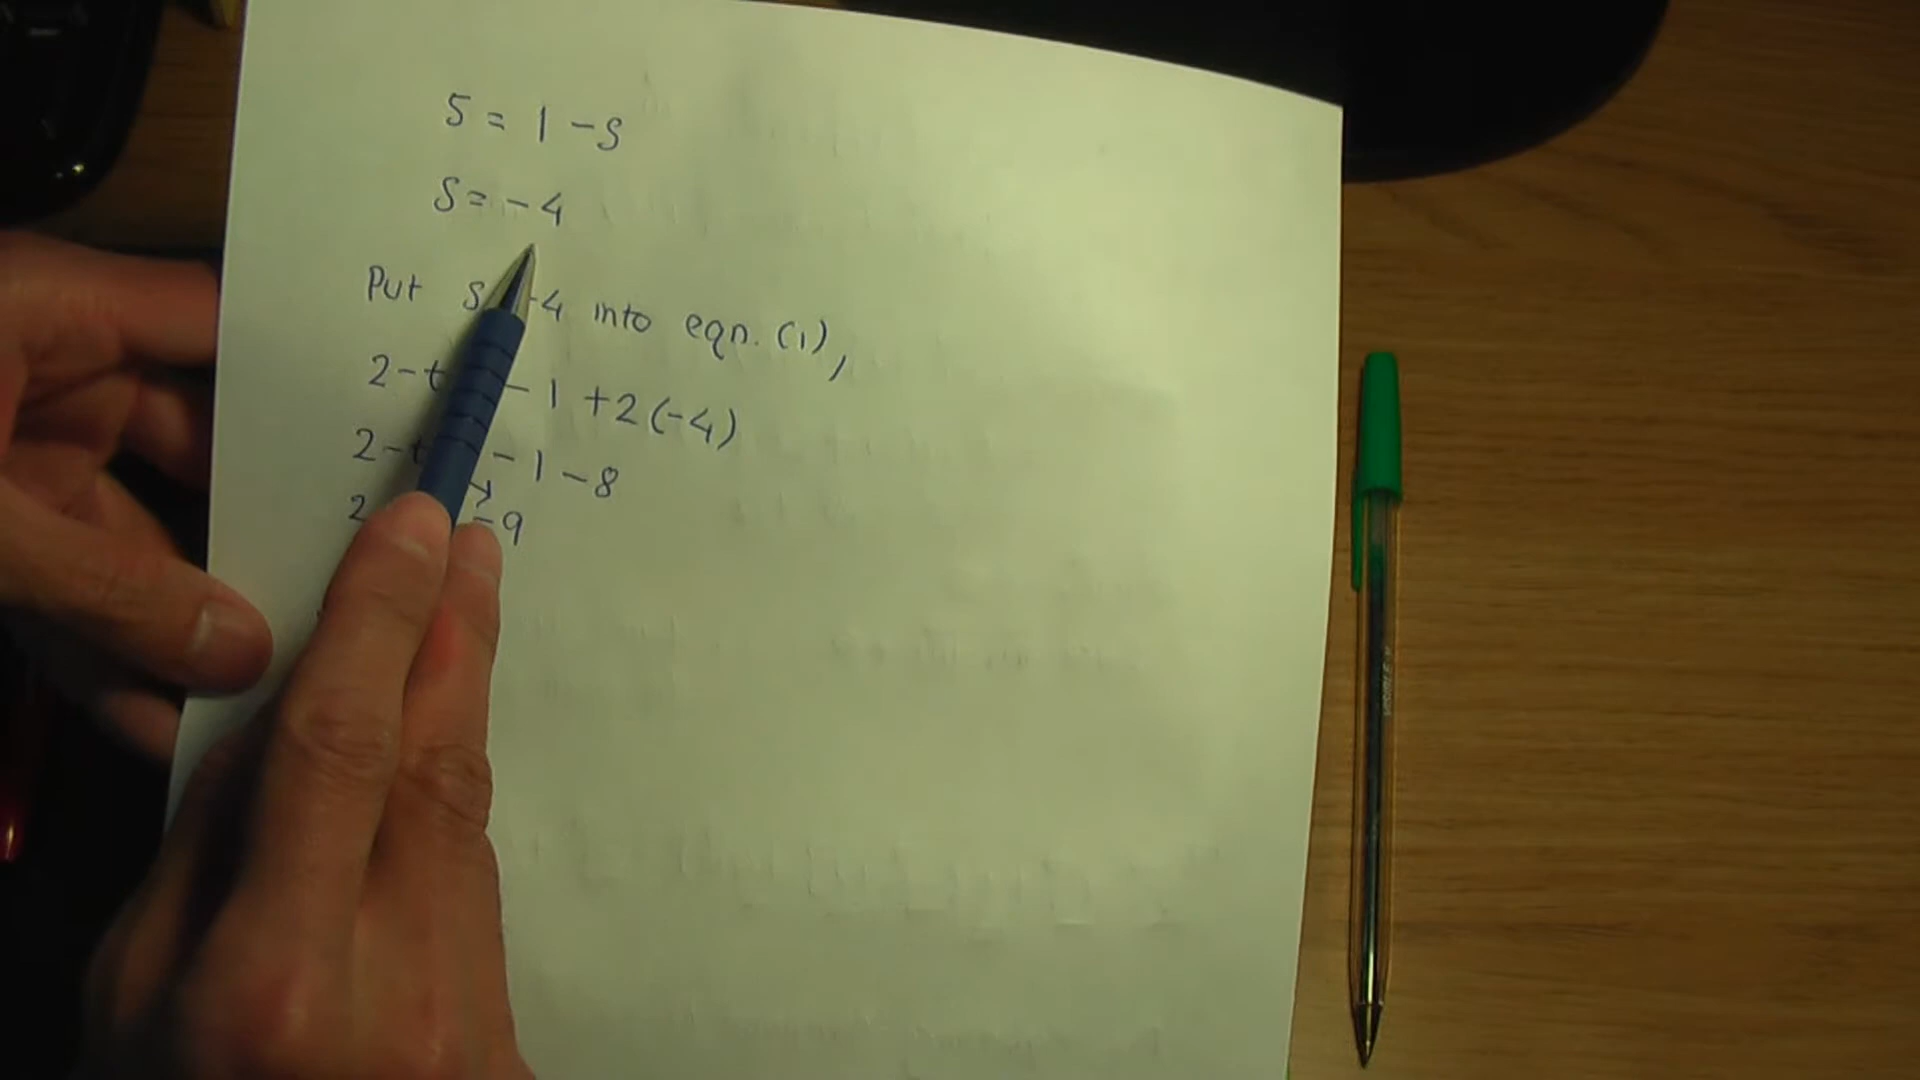 5 = 1 - s
s = -4
Put s -4 into eqn. (1),
2-t -1 +2(-4)
2-t -1 -8
2 -9